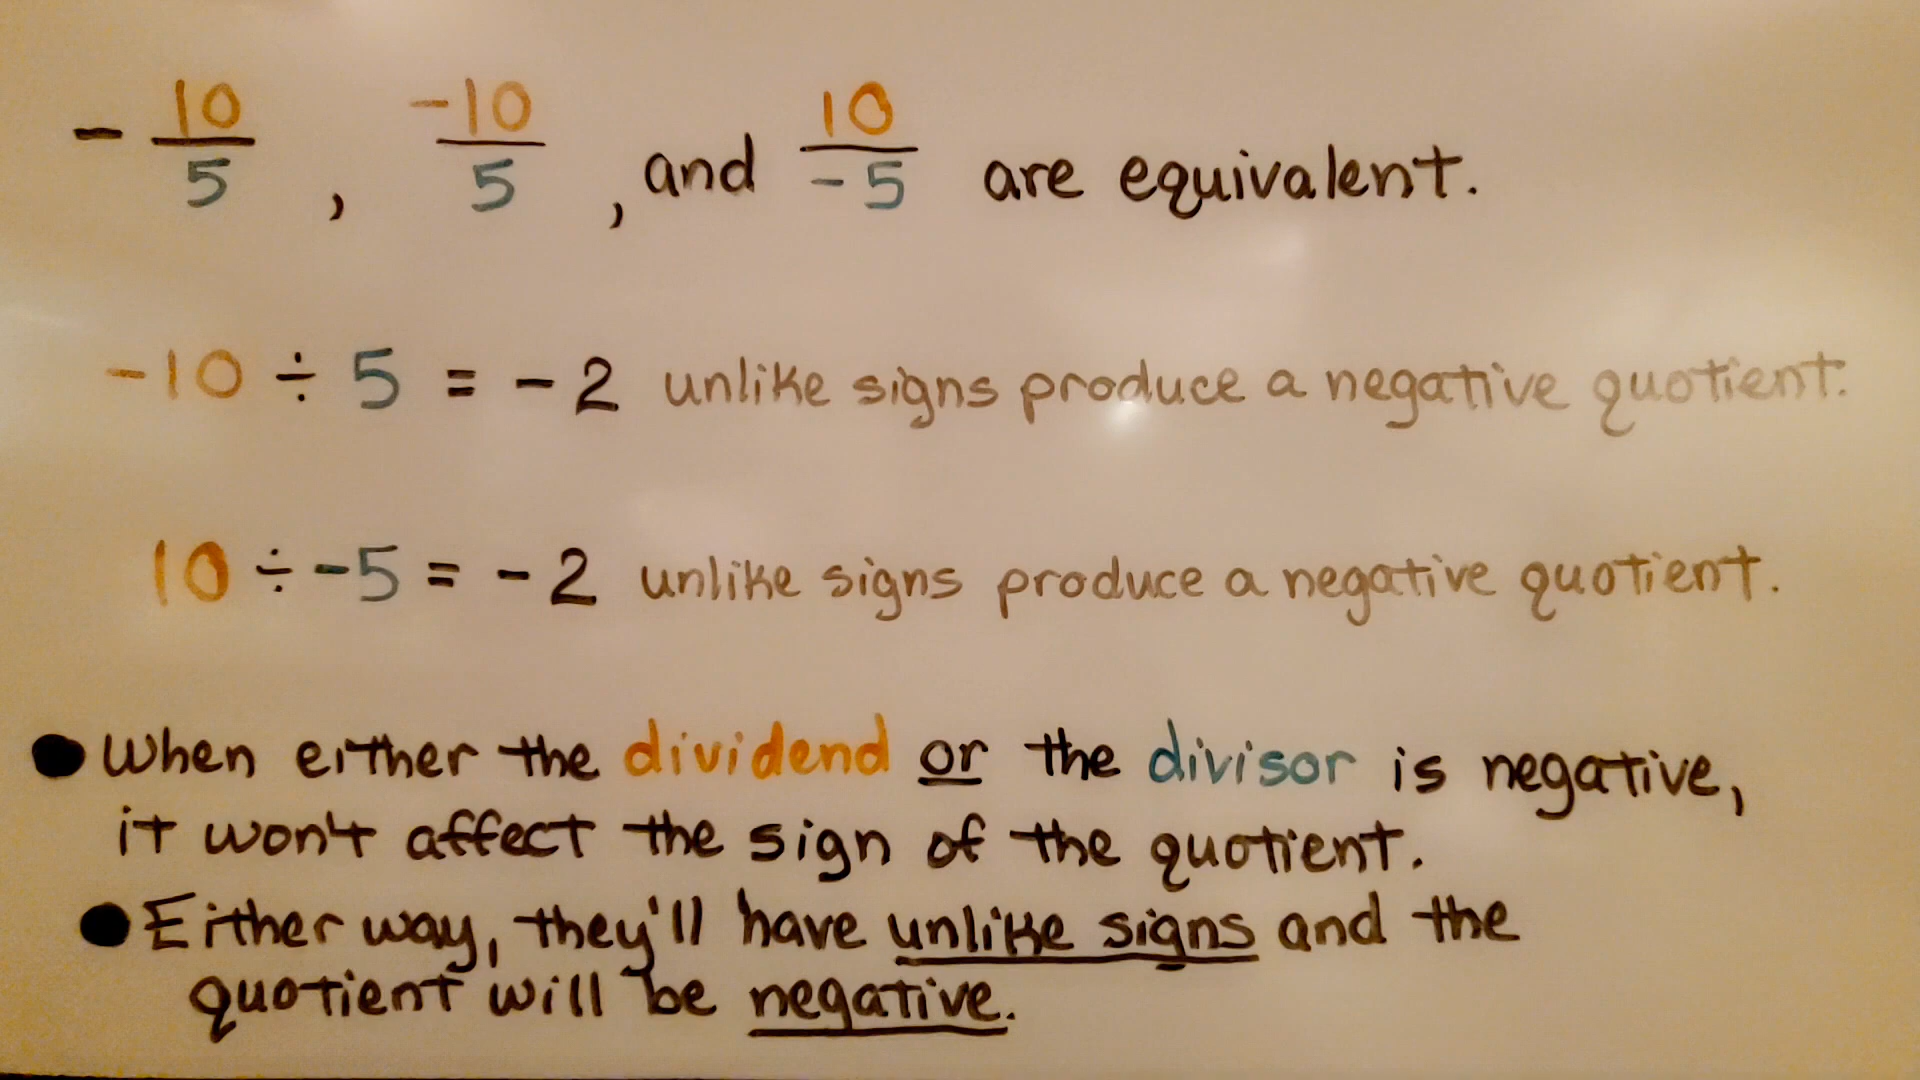 - 10/5 , -10/5 , and 10/-5 are equivalent.
-10 ÷ 5 = -2 unlike signs produce a negative quotient.
10 ÷ -5 = -2 unlike signs produce a negative quotient.
● When either the dividend or the divisor is negative,
it won't affect the sign of the quotient.
● Either way, they'll have unlike signs and the
quotient will be negative.